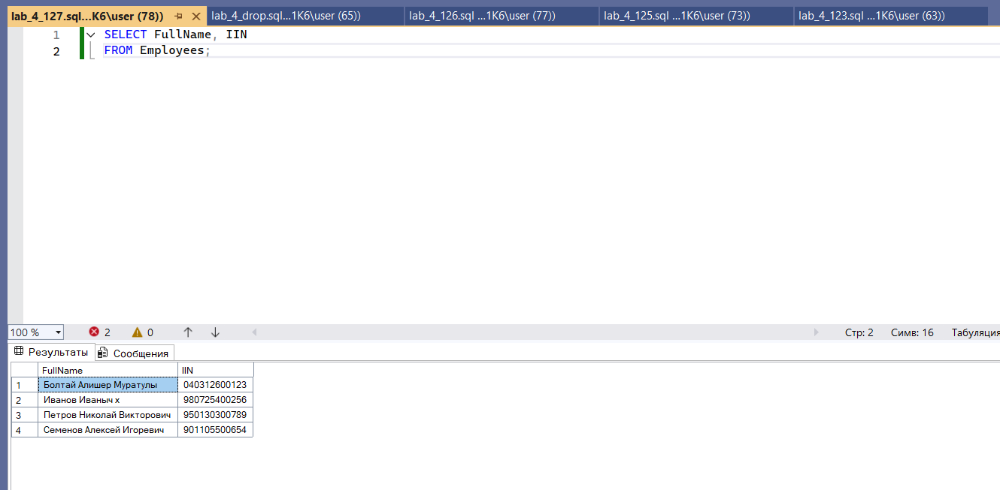 lab_4_127.sql...K6\user (78)) lab_4_drop.sql...1K6\user (65)) lab_4_126.sql ...1K6\user (77)) lab_4_125.sql ...1K6\user (73)) lab_4_123.sql ...1K6\user (63))
1 SELECT FullName, IIN
2 FROM Employees;
100 % 2 0 Стр: 2 Симв: 16 Табуляция
Результаты Сообщения
FullName IIN
1 Болтай Алишер Муратулы 040312600123
2 Иванов Иваныч х 980725400256
3 Петров Николай Викторович 950130300789
4 Семенов Алексей Игоревич 901105500654